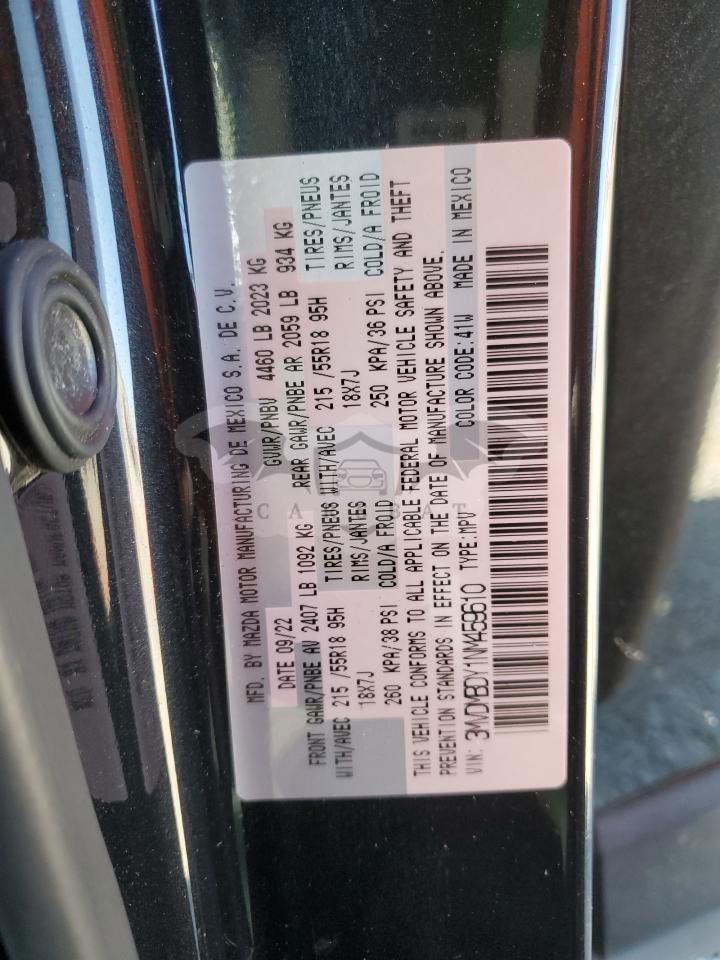 MFD. BY MAZDA MOTOR MANUFACTURING DE MEXICO S.A. DE C.V.
DATE 09/22 GVWR/PNBV 4460 LB 2023 KG
FRONT GAWR/PNBE AV 2407 LB 1092 KG REAR GAWR/PNBE AR 2059 LB 934 KG
WITH/AVEC 215 /55R18 95H TIRES/PNEUS WITH/AVEC 215 /55R18 95H TIRES/PNEUS
18X7J RIMS/JANTES 18X7J RIMS/JANTES
260 KPA/38 PSI COLD/A FROID 250 KPA/36 PSI COLD/A FROID
THIS VEHICLE CONFORMS TO ALL APPLICABLE FEDERAL MOTOR VEHICLE SAFETY AND THEFT
PREVENTION STANDARDS IN EFFECT ON THE DATE OF MANUFACTURE SHOWN ABOVE.
VIN: 3MVDMBDY1NM459610 TYPE:MPV COLOR CODE:41W MADE IN MEXICO